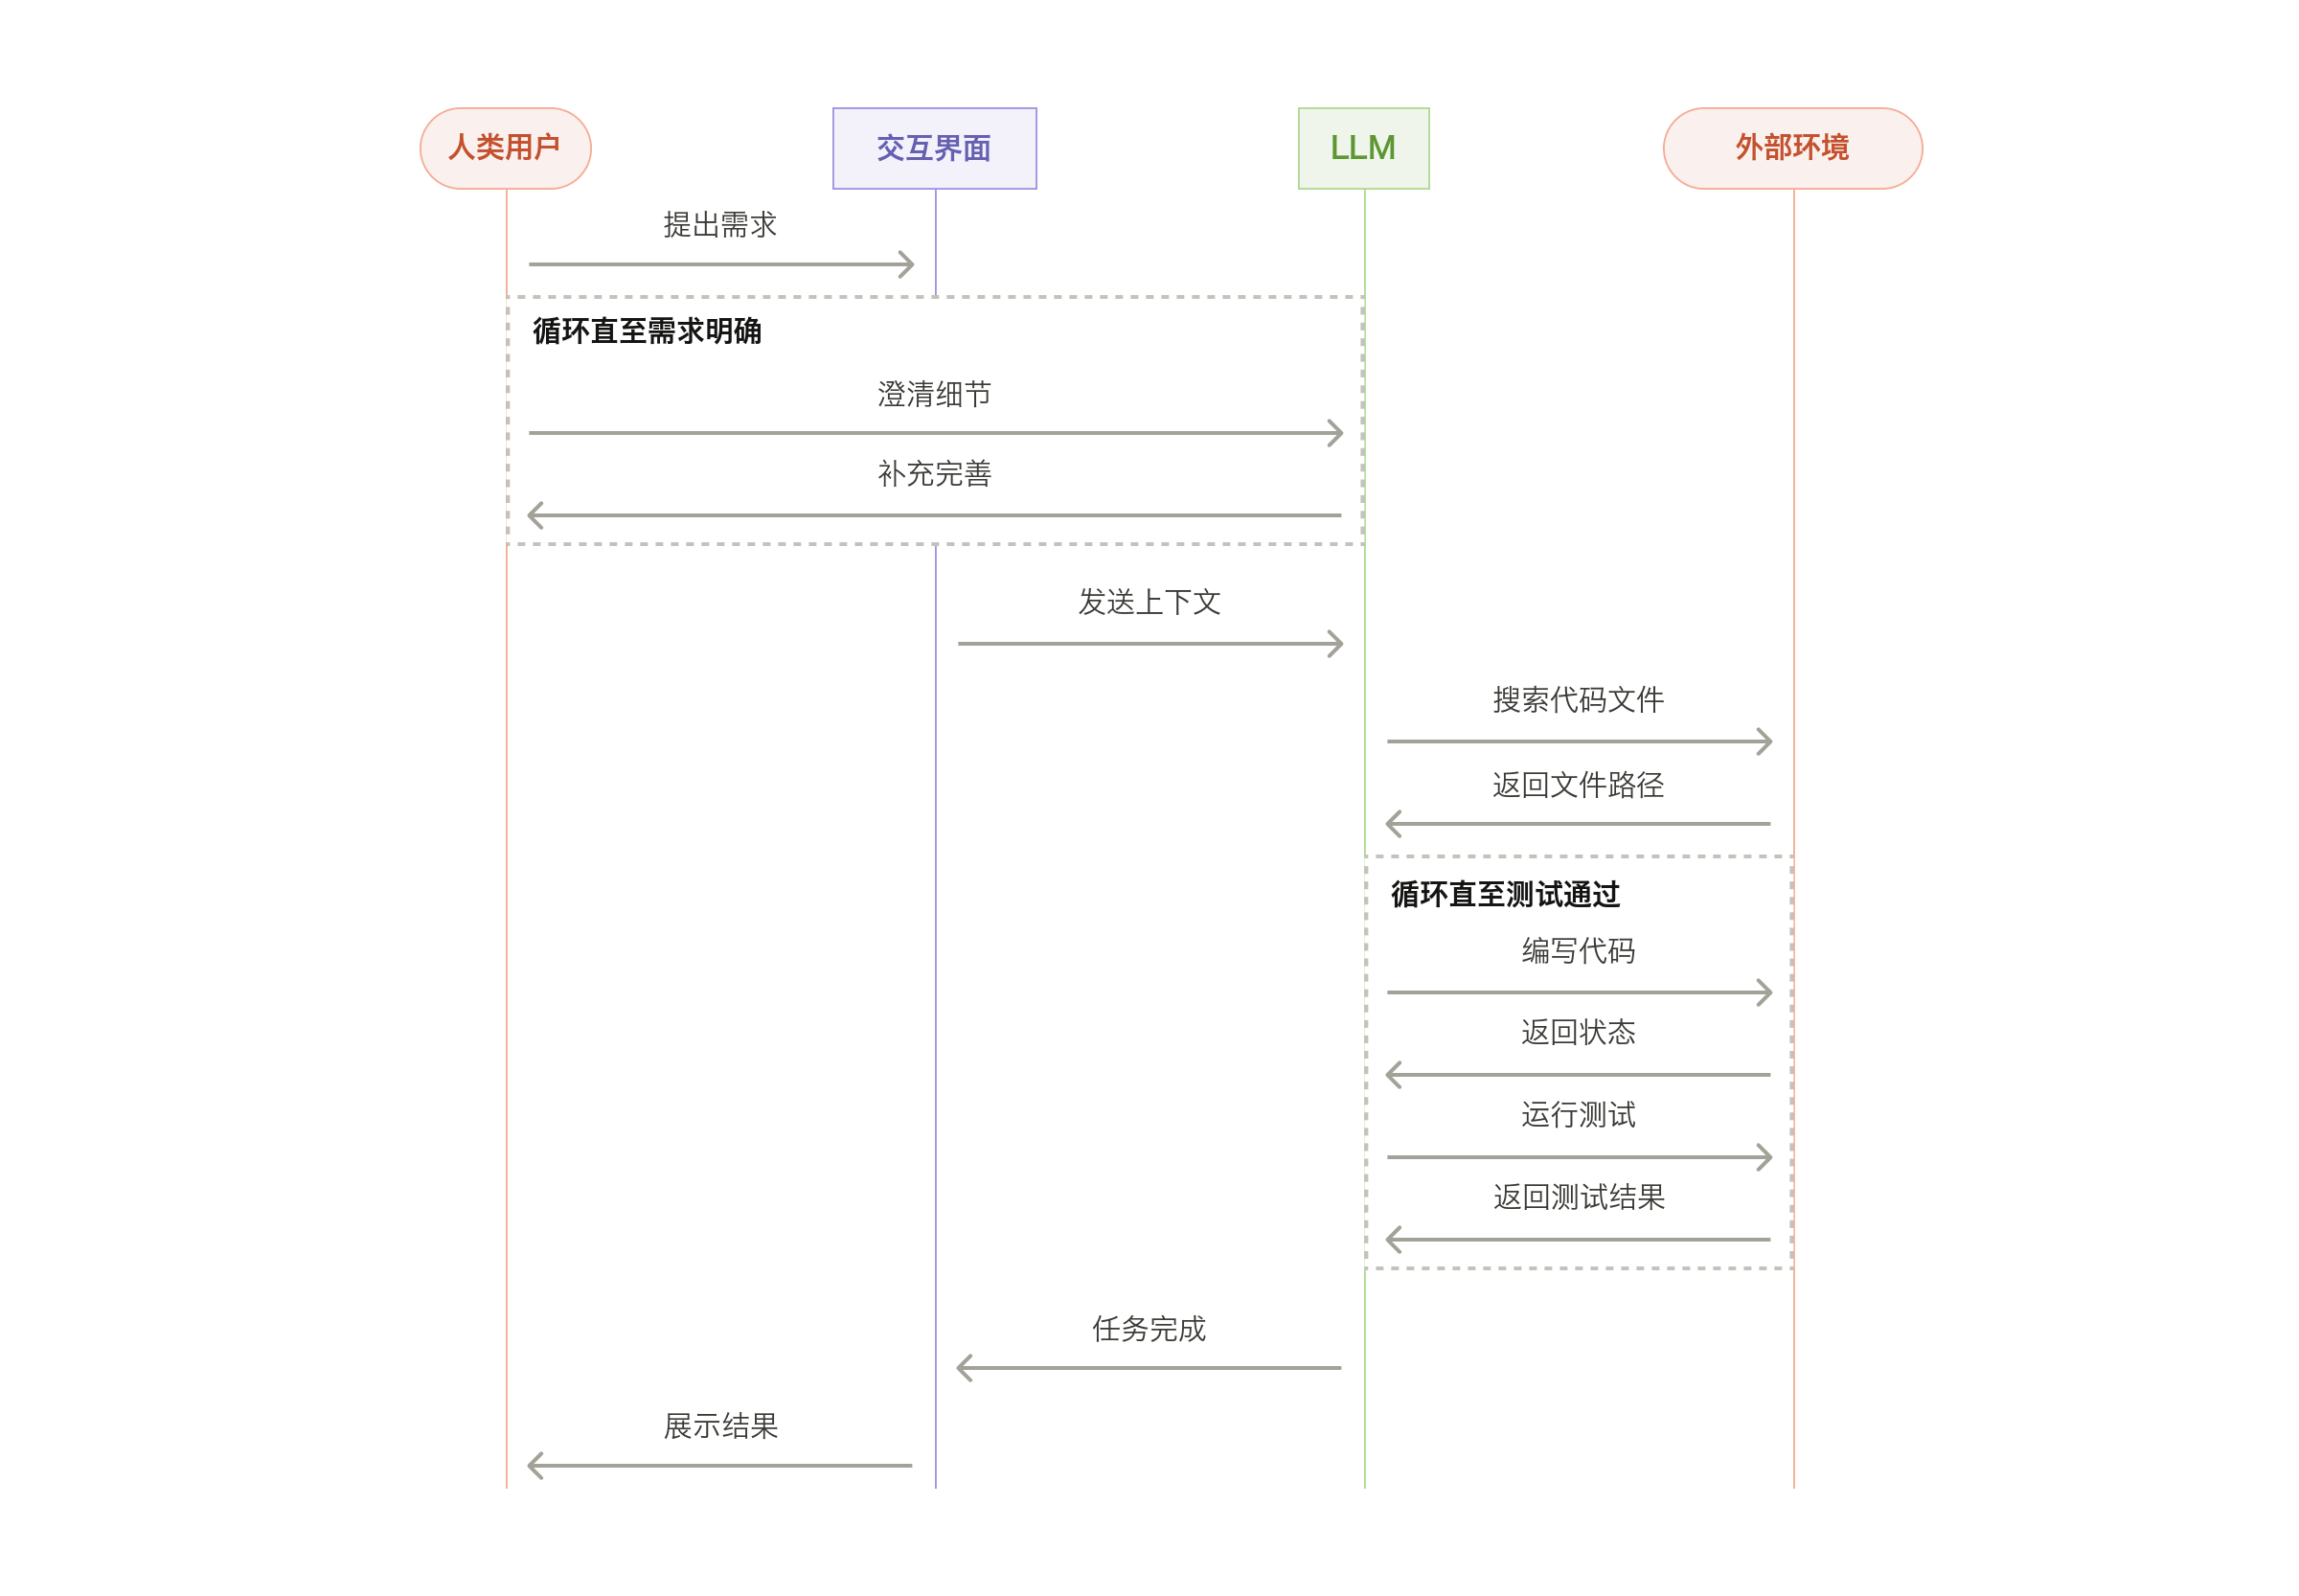 人类用户
交互界面
LLM
外部环境
提出需求
循环直至需求明确
澄清细节
补充完善
发送上下文
搜索代码文件
返回文件路径
循环直至测试通过
编写代码
返回状态
运行测试
返回测试结果
任务完成
展示结果